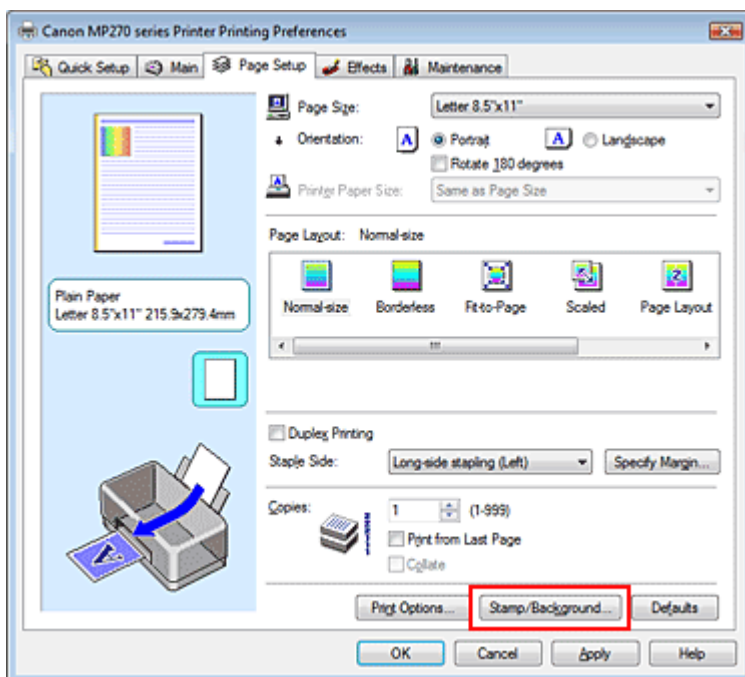 Canon MP270 series Printer Printing Preferences
Quick Setup Main Page Setup Effects Maintenance
Page Size: Letter 8.5"x11"
Orientation: A Portrait A Landscape
Rotate 180 degrees
Printer Paper Size: Same as Page Size
Page Layout: Normal-size
Normal-size Borderless Fit-to-Page Scaled Page Layout
Plain Paper
Letter 8.5"x11" 215.9x279.4mm
Duplex Printing
Staple Side: Long-side stapling (Left) Specify Margin...
Copies: 1 (1-999)
Print from Last Page
Collate
Print Options... Stamp/Background... Defaults
OK Cancel Apply Help